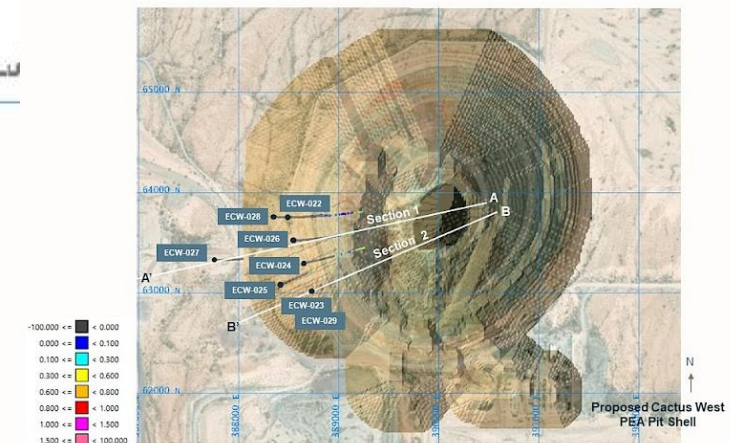 65000 N
64000 N
63000 N
62000 N
ECW-022
ECW-028
ECW-026
ECW-027
ECW-024
ECW-025
ECW-023
ECW-029
Section 1
Section 2
A
B
A'
B'
388000 E
389000 E
-100.000 <= < 0.000
0.000 <= < 0.100
0.100 <= < 0.300
0.300 <= < 0.600
0.600 <= < 0.800
0.800 <= < 1.000
1.000 <= < 1.500
1.500 <= < 100.000
N
Proposed Cactus West
PEA Pit Shell